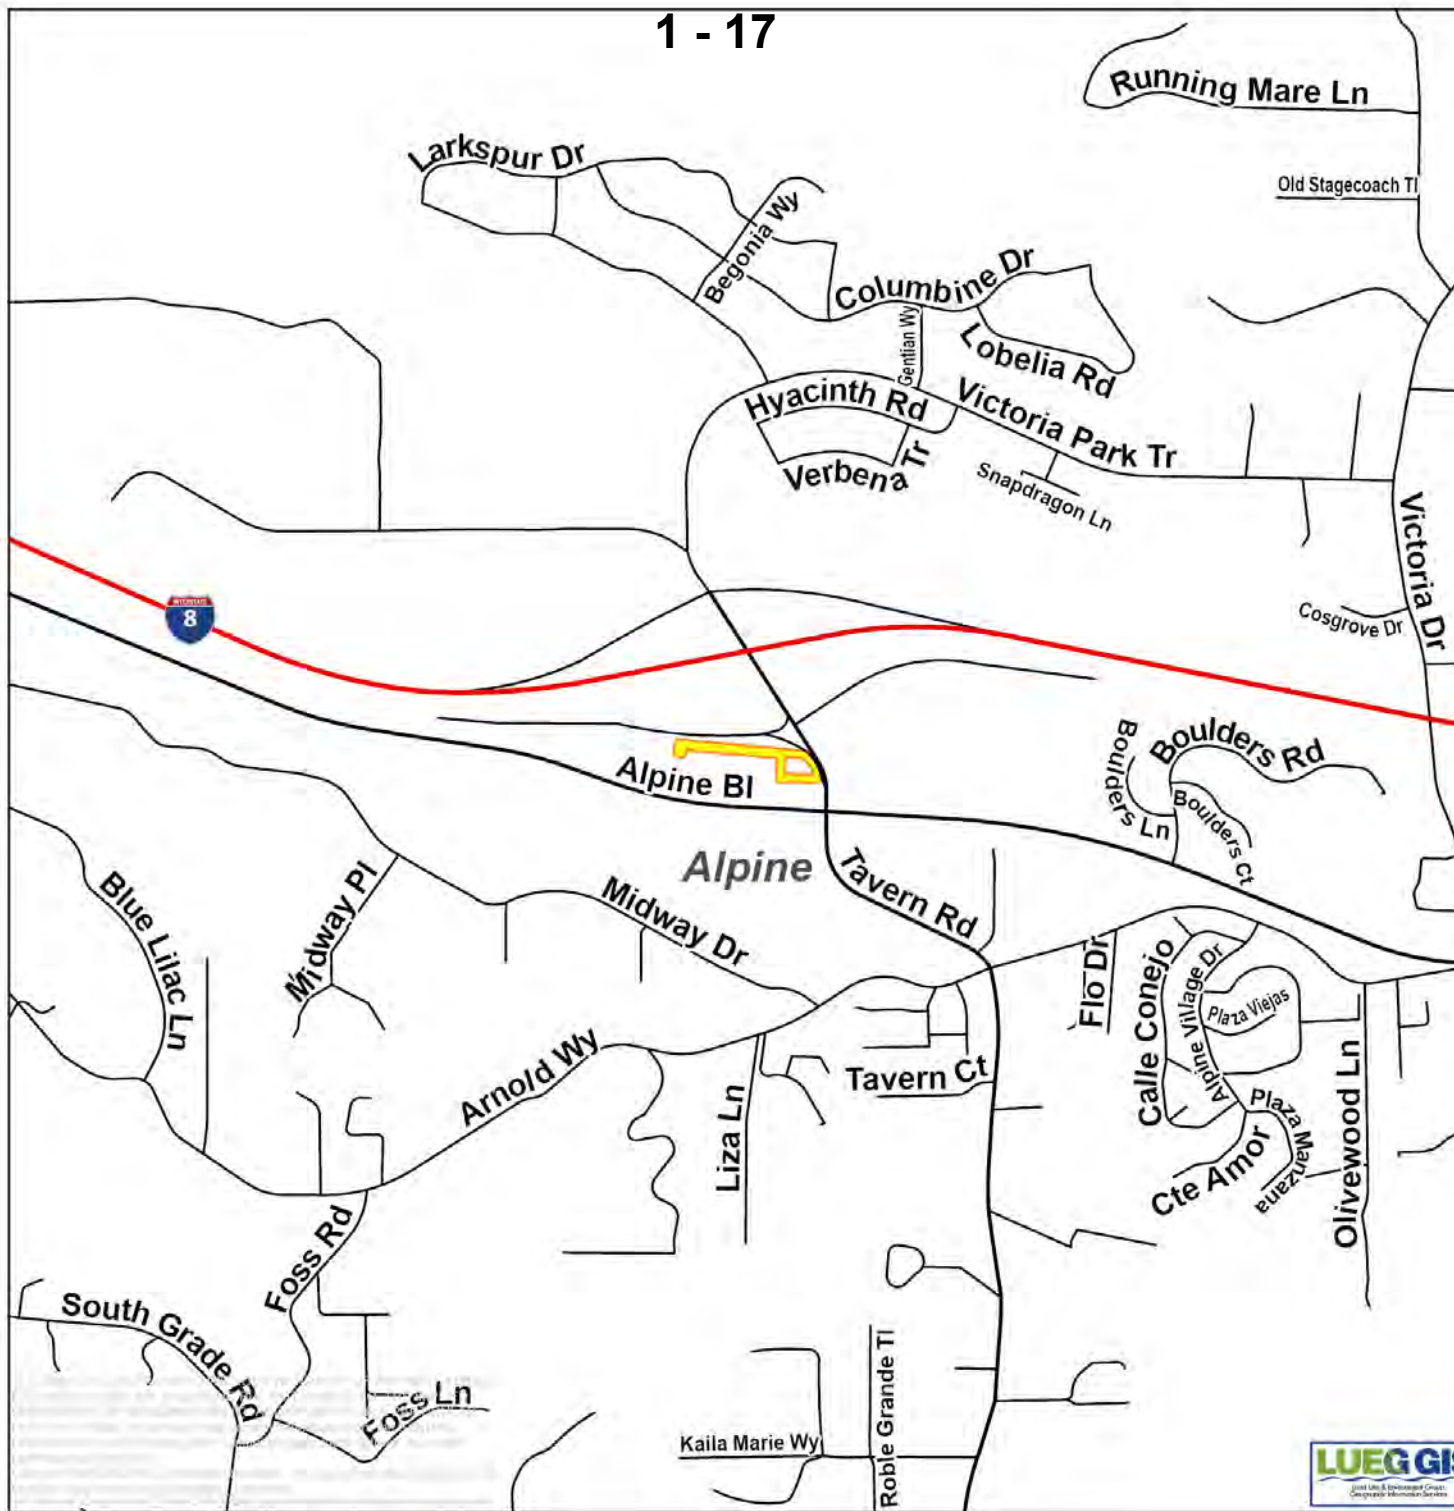 1 - 17
Running Mare Ln
Larkspur Dr
Old Stagecoach Tl
Begonia Wy
Columbine Dr
Gentian Wy
Lobelia Rd
Hyacinth Rd
Victoria Park Tr
Verbena Tr
Snapdragon Ln
Victoria Dr
INTERSTATE
8
Cosgrove Dr
Boulders Rd
Boulders Ln
Boulders Ct
Alpine Bl
Alpine
Tavern Rd
Midway Pl
Midway Dr
Blue Lilac Ln
Flo Dr
Calle Conejo
Alpine Village Dr
Plaza Viejas
Arnold Wy
Tavern Ct
Liza Ln
Plaza Manzana
Cte Amor
Olivewood Ln
Foss Rd
South Grade Rd
Foss Ln
Kaila Marie Wy
Roble Grande Tl
LUEG GIS